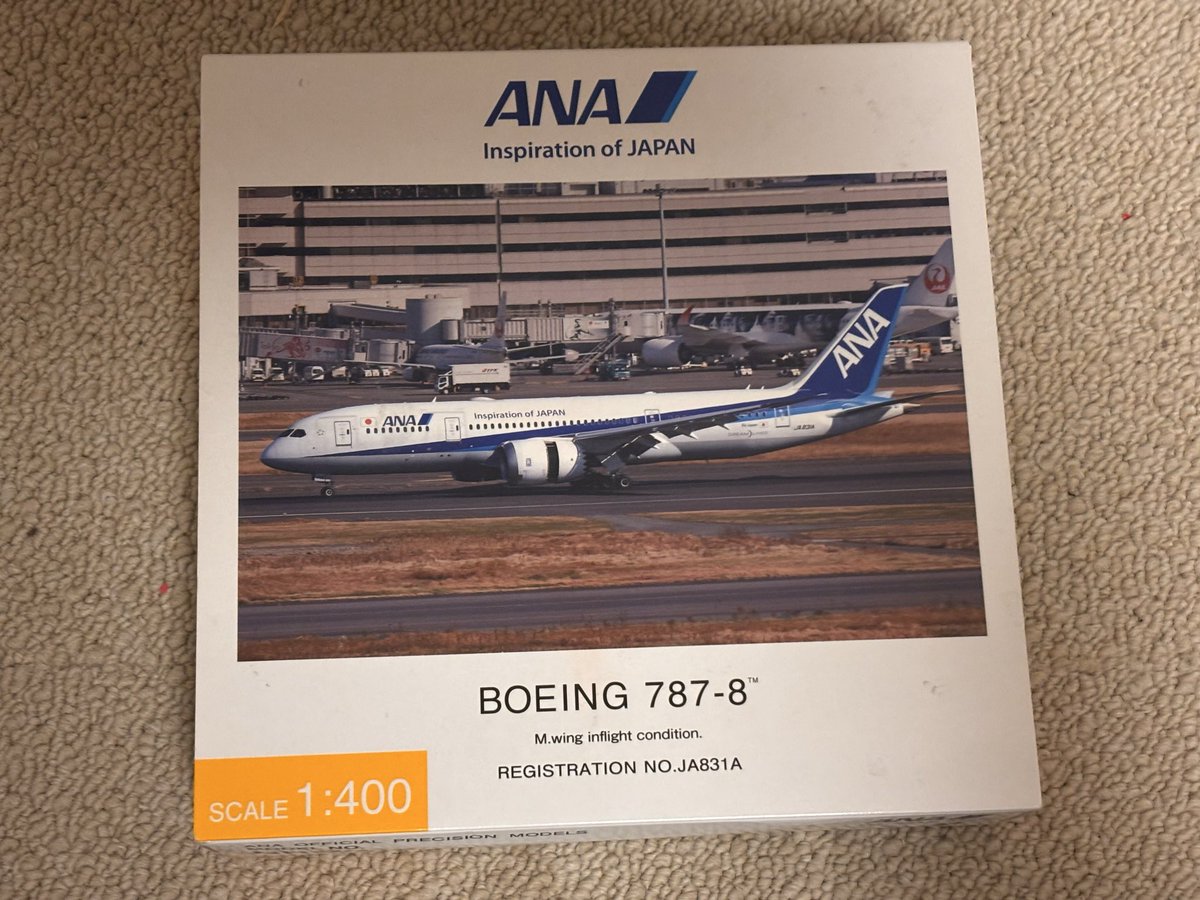 ANA
Inspiration of JAPAN
ANA
ANA Inspiration of JAPAN
JA831A
BOEING 787-8™
M.wing inflight condition.
REGISTRATION NO.JA831A
SCALE 1:400
ANA OFFICIAL PRECISION MODELS